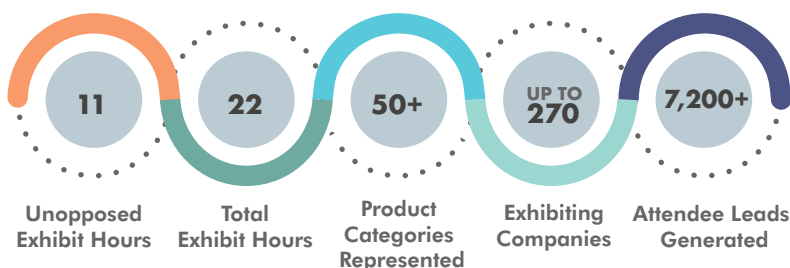 11
22
50+
UP TO
270
7,200+
Unopposed
Exhibit Hours
Total
Exhibit Hours
Product
Categories
Represented
Exhibiting
Companies
Attendee Leads
Generated